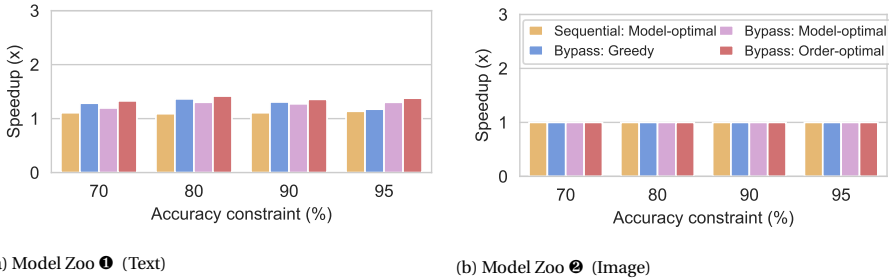 3
2
1
0
Speedup (x)
70 80 90 95
Accuracy constraint (%)
) Model Zoo ❶ (Text)
3
2
1
0
Speedup (x)
Sequential: Model-optimal Bypass: Model-optimal
Bypass: Greedy Bypass: Order-optimal
70 80 90 95
Accuracy constraint (%)
(b) Model Zoo ❷ (Image)